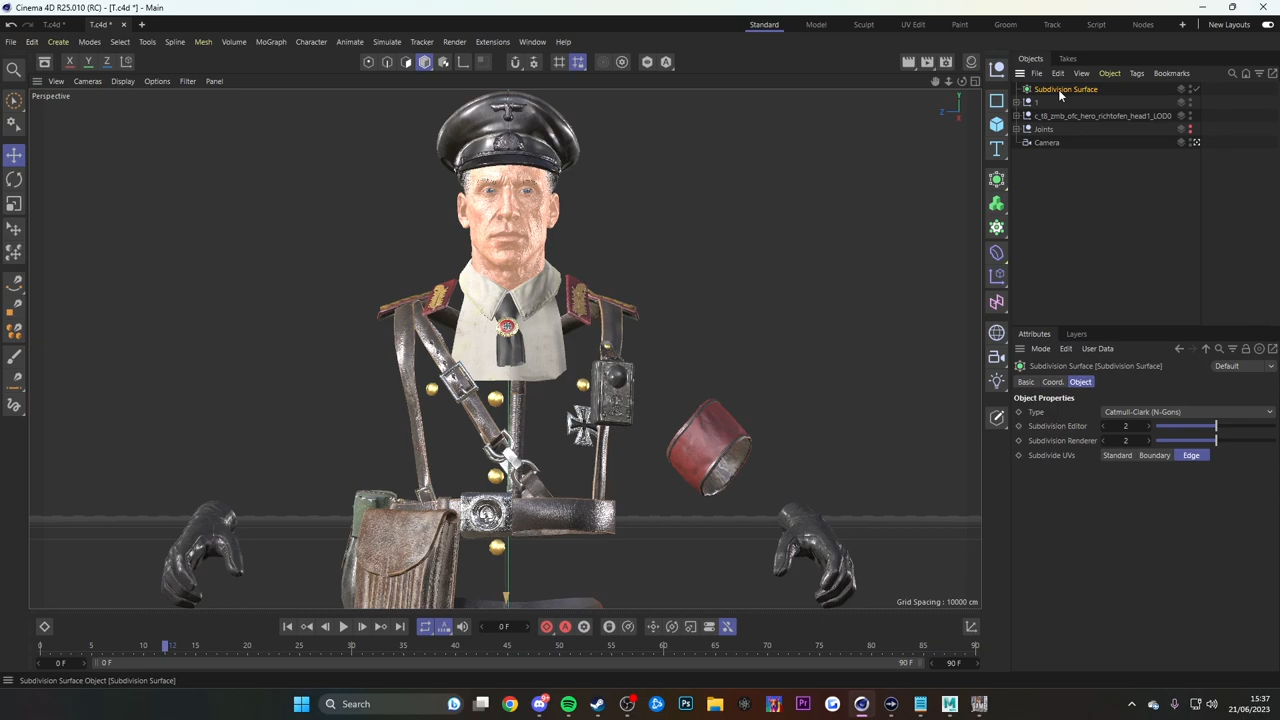 Cinema 4D R25.010 (RC) - [T.c4d *] - Main
T.c4d * T.c4d * Standard Model Sculpt UV Edit Paint Groom Track Script Nodes New Layouts
File Edit Create Modes Select Tools Spline Mesh Volume MoGraph Character Animate Simulate Tracker Render Extensions Window Help
X Y Z
Objects Takes
File Edit View Object Tags Bookmarks
View Cameras Display Options Filter Panel
Perspective
Subdivision Surface
1
c_t8_zmb_ofc_hero_richtofen_head1_LOD0
Joints
Camera
Y
Z
X
Attributes Layers
Mode Edit User Data
Subdivision Surface [Subdivision Surface] Default
Basic Coord. Object
Object Properties
Type Catmull-Clark (N-Gons)
Subdivision Editor 2
Subdivision Renderer 2
Subdivide UVs Standard Boundary Edge
Grid Spacing : 10000 cm
0 F
0 5 10 12 15 20 25 30 35 40 45 50 55 60 65 70 75 80 85 90
0 F 0 F 90 F 90 F
Subdivision Surface Object [Subdivision Surface]
Search
15:37
21/06/2023